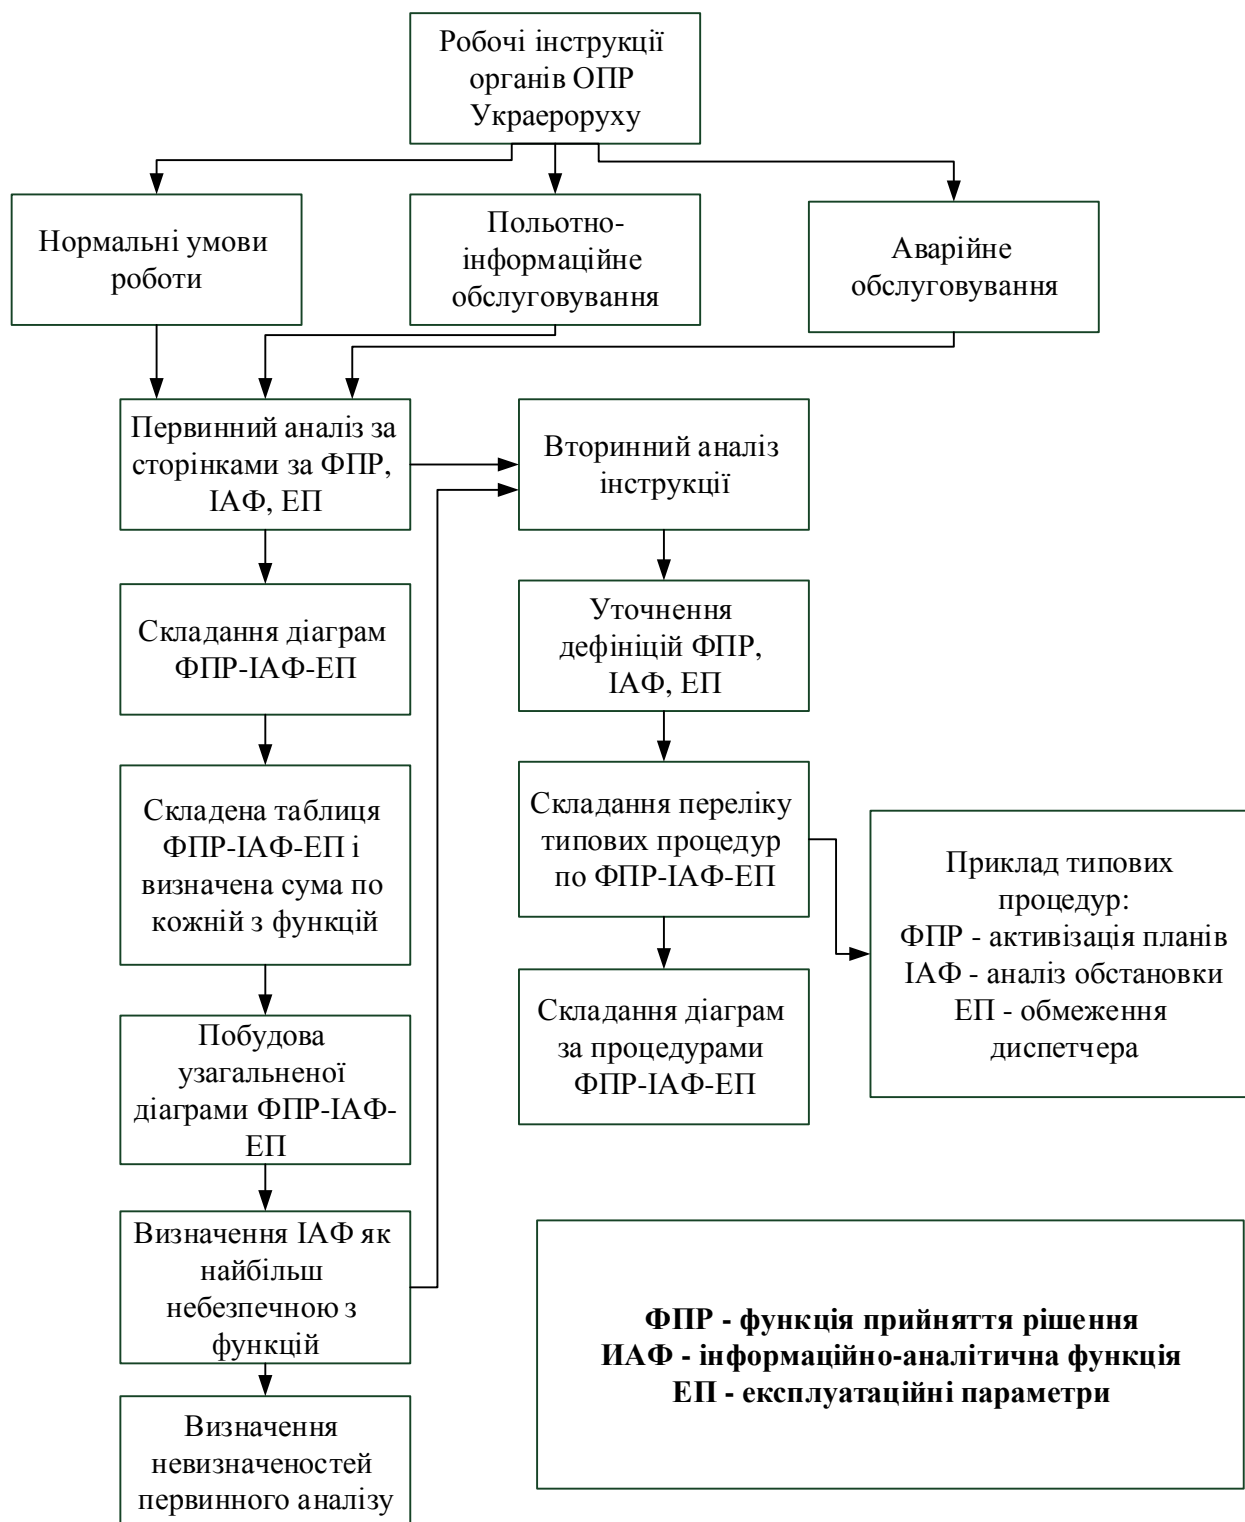 Робочі інструкції
органів ОПР
Украероруху
Нормальні умови
роботи
Польотно-
інформаційне
обслуговування
Аварійне
обслуговування
Первинний аналіз за
сторінками за ФПР,
ІАФ, ЕП
Вторинний аналіз
інструкції
Складання діаграм
ФПР-ІАФ-ЕП
Уточнення
дефініцій ФПР,
ІАФ, ЕП
Складена таблиця
ФПР-ІАФ-ЕП і
визначена сума по
кожній з функцій
Складання переліку
типових процедур
по ФПР-ІАФ-ЕП
Приклад типових
процедур:
ФПР - активізація планів
ІАФ - аналіз обстановки
ЕП - обмеження
диспетчера
Побудова
узагальненої
діаграми ФПР-ІАФ-
ЕП
Складання діаграм
за процедурами
ФПР-ІАФ-ЕП
Визначення ІАФ як
найбільш
небезпечною з
функцій
ФПР - функція прийняття рішення
ИАФ - інформаційно-аналітична функція
ЕП - експлуатаційні параметри
Визначення
невизначеностей
первинного аналізу